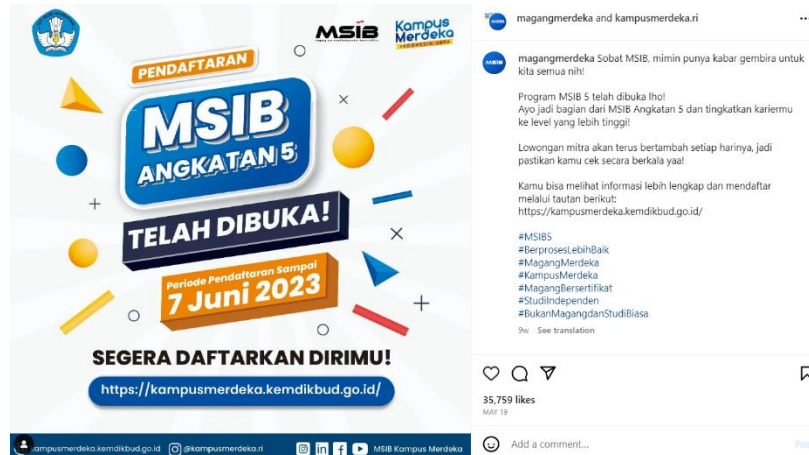 MSIB
Kampus
Merdeka
INDONESIA JAYA
PENDAFTARAN
MSIB
ANGKATAN 5
TELAH DIBUKA!
Periode Pendaftaran Sampai
7 Juni 2023
SEGERA DAFTARKAN DIRIMU!
https://kampusmerdeka.kemdikbud.go.id/
ampusmerdeka.kemdikbud.go.id
@kampusmerdeka.ri
MSIB Kampus Merdeka
magangmerdeka and kampusmerdeka.ri
magangmerdeka Sobat MSIB, mimin punya kabar gembira untuk
kita semua nih!
Program MSIB 5 telah dibuka lho!
Ayo jadi bagian dari MSIB Angkatan 5 dan tingkatkan kariermu
ke level yang lebih tinggi!
Lowongan mitra akan terus bertambah setiap harinya, jadi
pastikan kamu cek secara berkala yaa!
Kamu bisa melihat informasi lebih lengkap dan mendaftar
melalui tautan berikut:
https://kampusmerdeka.kemdikbud.go.id/
#MSIB5
#BerprosesLebihBaik
#MagangMerdeka
#KampusMerdeka
#MagangBersertifikat
#StudiIndependen
#BukanMagangdanStudiBiasa
9w See translation
35,759 likes
MAY 19
Add a comment...
Post